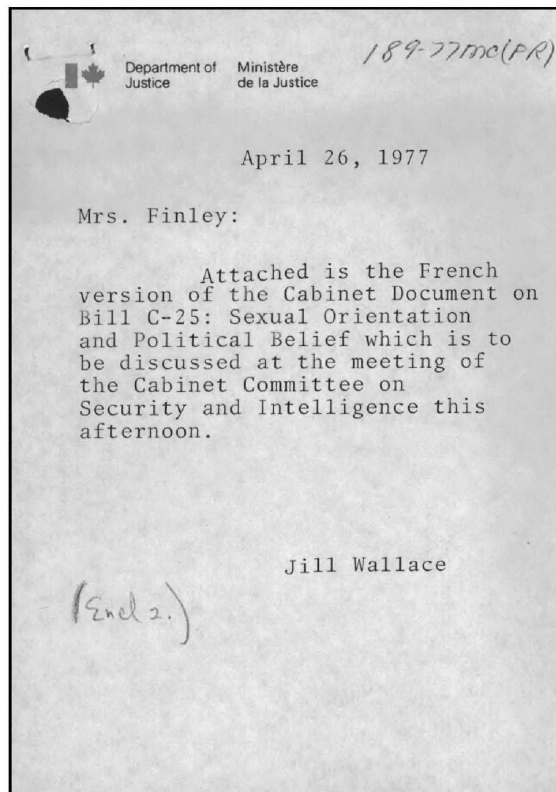 189-77MC(PR)
Department of Justice
Ministère de la Justice
April 26, 1977
Mrs. Finley:
Attached is the French
version of the Cabinet Document on
Bill C-25: Sexual Orientation
and Political Belief which is to
be discussed at the meeting of
the Cabinet Committee on
Security and Intelligence this
afternoon.
Jill Wallace
(Encl 2.)